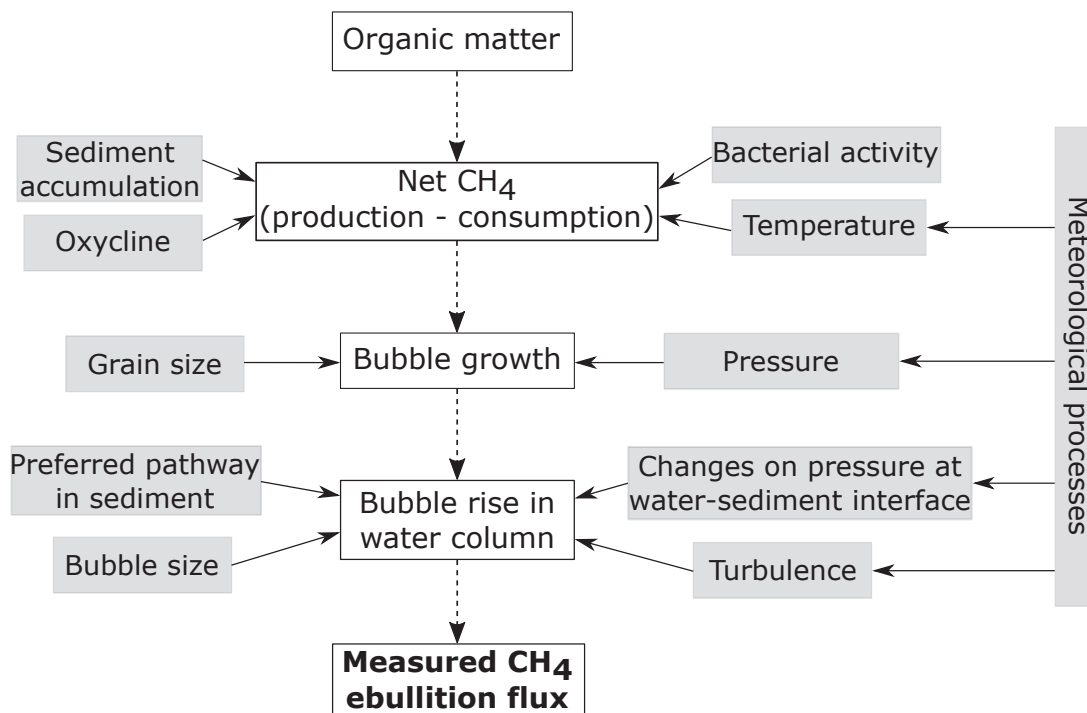 Organic matter
Sediment
accumulation
Net CH4
(production - consumption)
Bacterial activity
Oxycline
Temperature
Grain size
Bubble growth
Pressure
Preferred pathway
in sediment
Bubble rise in
water column
Changes on pressure at
water-sediment interface
Bubble size
Turbulence
Measured CH4
ebullition flux
Meteorological processes